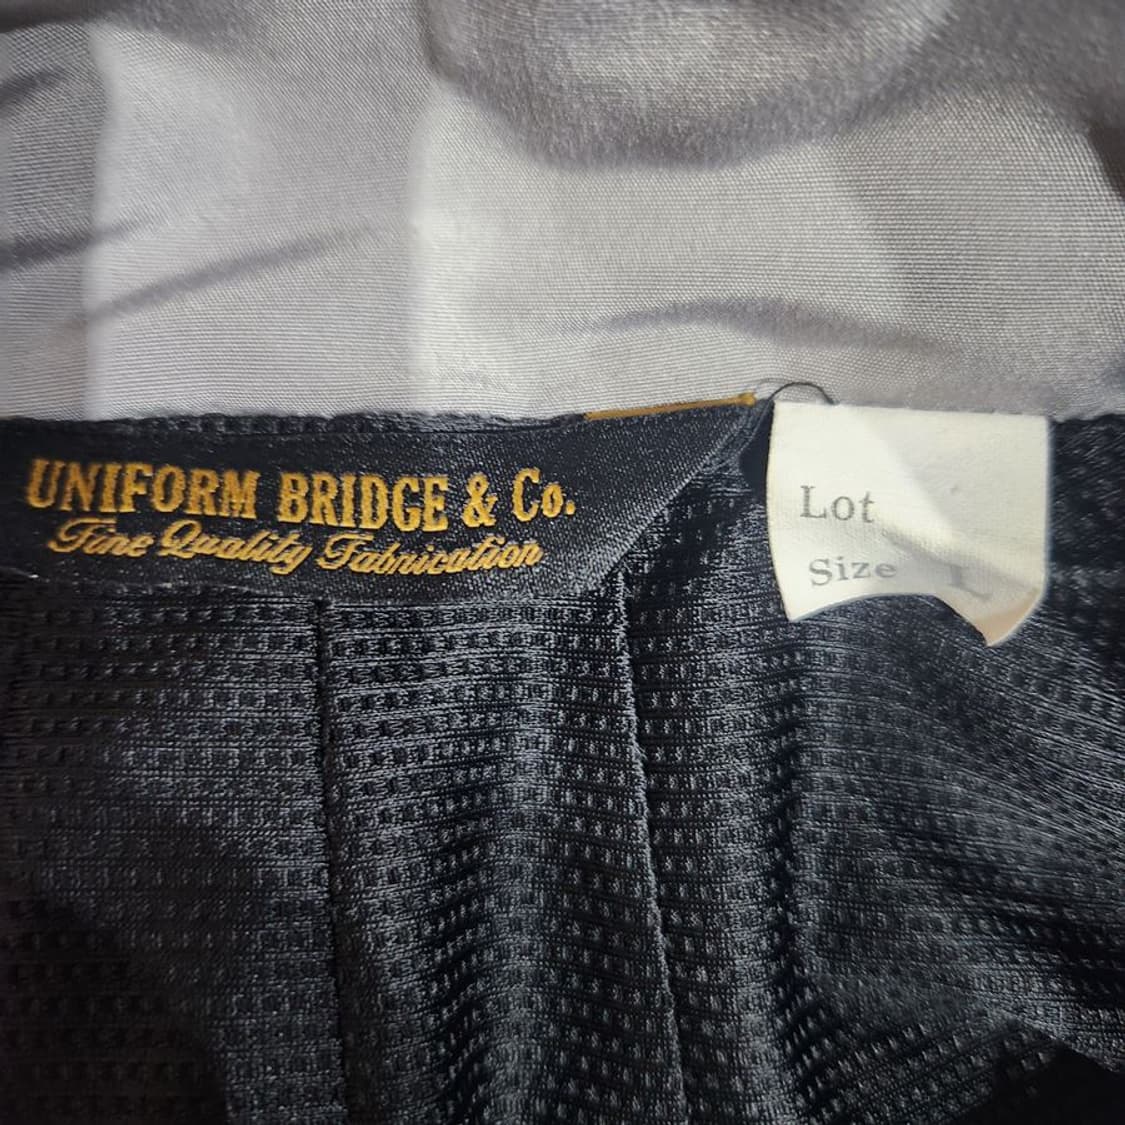 UNIFORM BRIDGE & Co.
Fine Quality Fabrication
Lot
Size